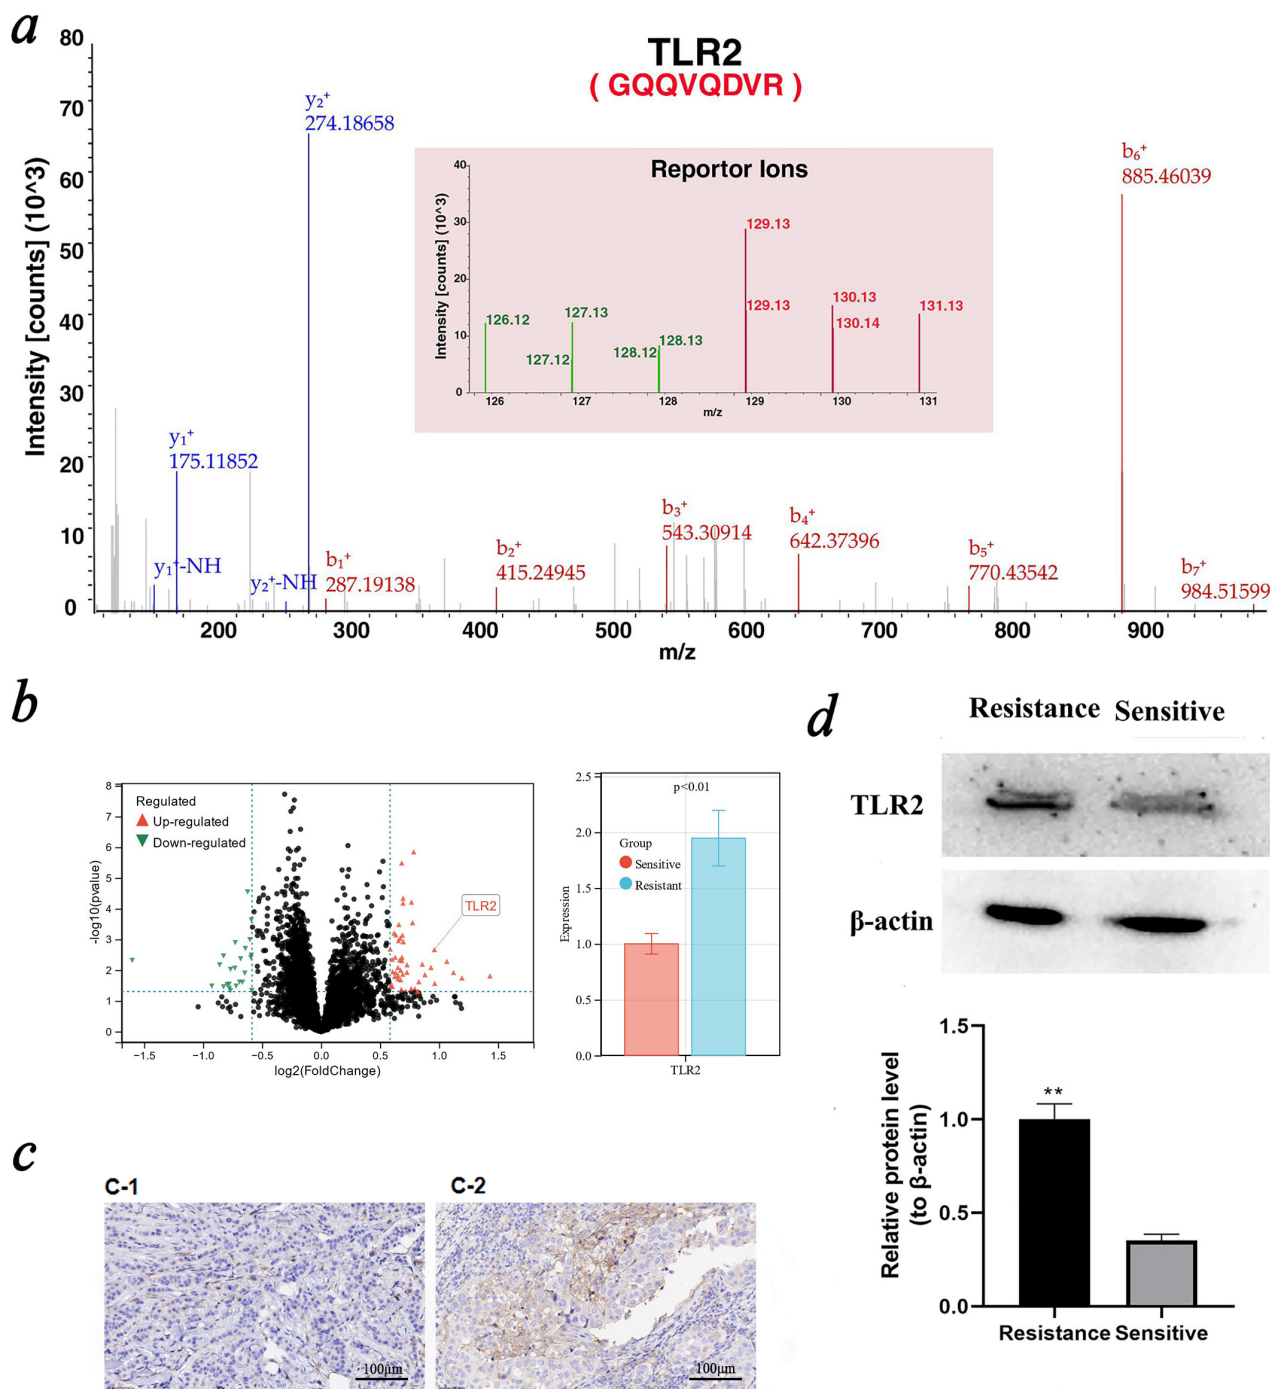 a
TLR2
( GQQVQDVR )
Intensity [counts] (10^3)
80
70
60
50
40
30
20
10
0
y₂⁺
274.18658
b₆⁺
885.46039
y₁⁺
175.11852
y₁⁺-NH
y₂⁺-NH
b₁⁺
287.19138
b₂⁺
415.24945
b₃⁺
543.30914
b₄⁺
642.37396
b₅⁺
770.43542
b₇⁺
984.51599
200 300 400 500 600 700 800 900
m/z
Reportor Ions
Intensity [counts] (10^3)
40
30
20
10
0
126.12
127.13
127.12
128.13
128.12
129.13
129.13
130.13
130.14
131.13
126 127 128 129 130 131
m/z
b
-log10(pvalue)
8
7
6
5
4
3
2
1
0
Regulated
Up-regulated
Down-regulated
TLR2
−1.5 −1.0 −0.5 0.0 0.5 1.0 1.5
log2(FoldChange)
Expression
2.5
2.0
1.5
1.0
0.5
0.0
p<0.01
Group
Sensitive
Resistant
TLR2
c
C-1
100μm
C-2
100μm
d
Resistance Sensitive
TLR2
β-actin
Relative protein level
(to β-actin)
1.5
1.0
0.5
0.0
**
Resistance Sensitive